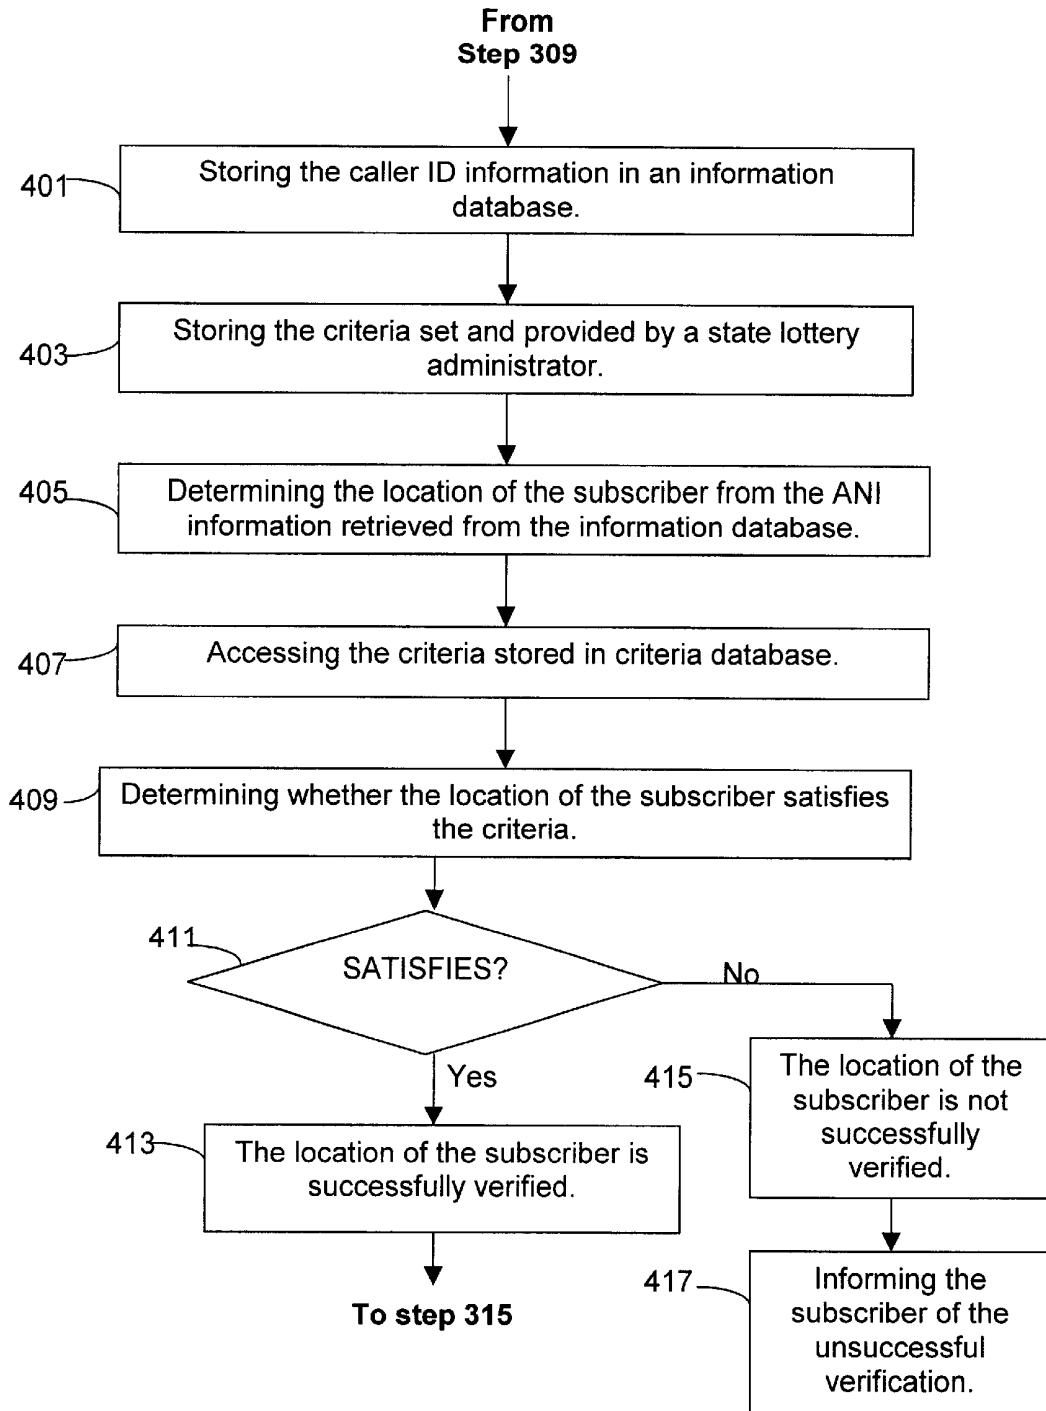 From
Step 309
401
Storing the caller ID information in an information
database.
403
Storing the criteria set and provided by a state lottery
administrator.
405
Determining the location of the subscriber from the ANI
information retrieved from the information database.
407
Accessing the criteria stored in criteria database.
409
Determining whether the location of the subscriber satisfies
the criteria.
411
SATISFIES?
No
Yes
415
The location of the
subscriber is not
successfully
verified.
413
The location of the subscriber is
successfully verified.
417
Informing the
subscriber of the
unsuccessful
verification.
To step 315